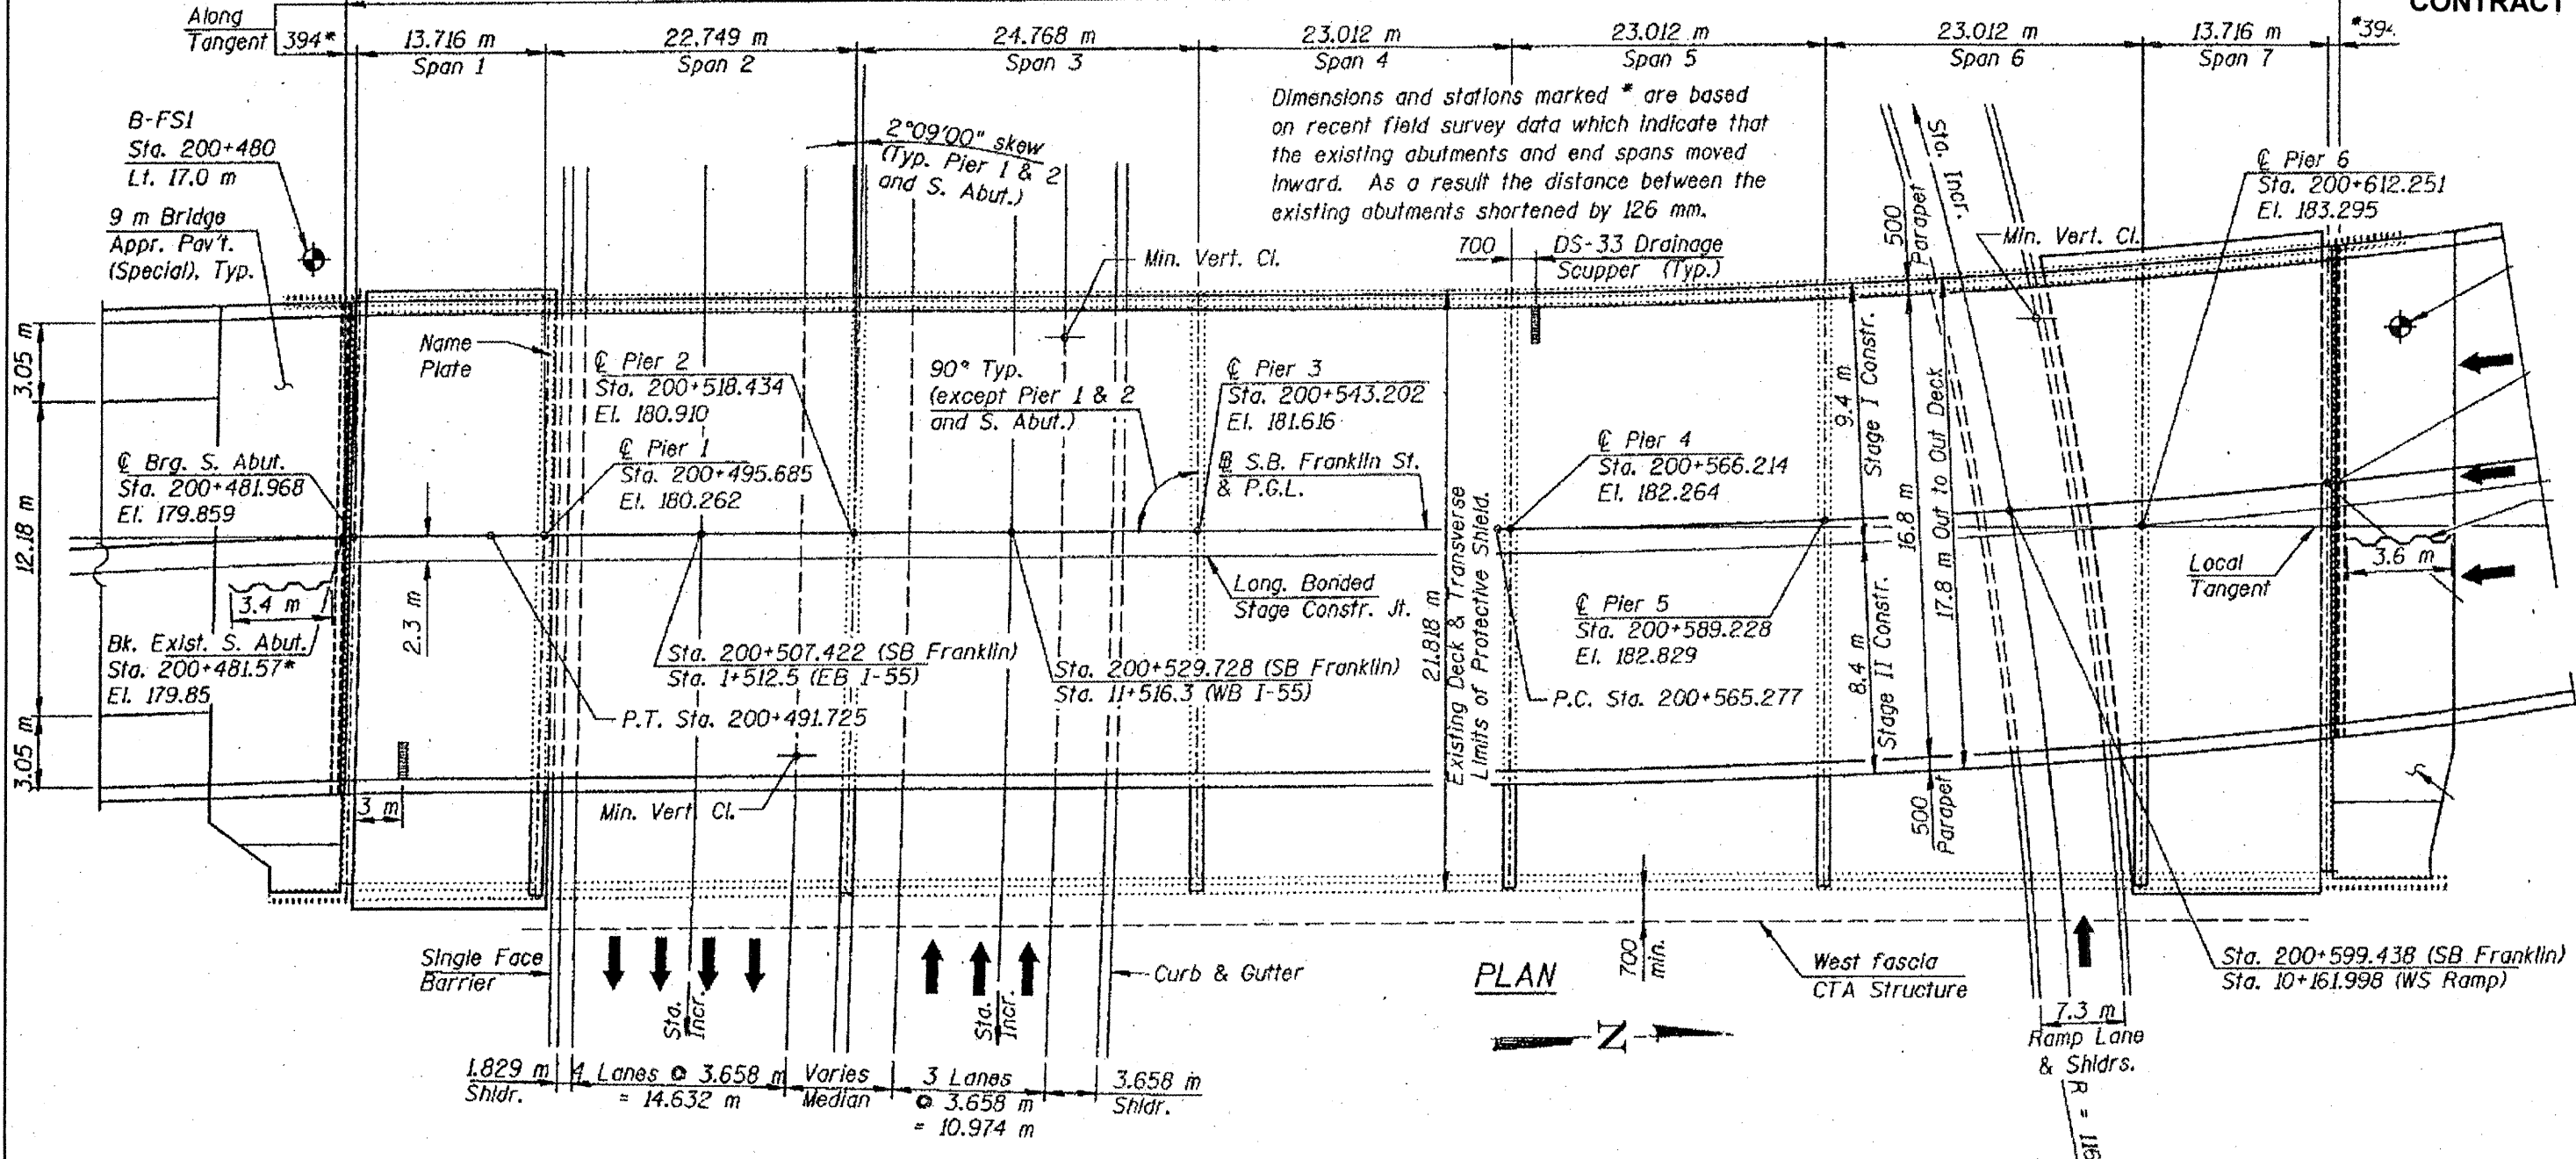 CONTRACT
Along
Tangent
394*
13.716 m
Span 1
22.749 m
Span 2
24.768 m
Span 3
23.012 m
Span 4
23.012 m
Span 5
23.012 m
Span 6
13.716 m
Span 7
*394
B-FS1
Sta. 200+480
Lt. 17.0 m
9 m Bridge
Appr. Pav't.
(Special), Typ.
2°09'00" skew
(Typ. Pier 1 & 2
and S. Abut.)
Dimensions and stations marked * are based
on recent field survey data which indicate that
the existing abutments and end spans moved
inward. As a result the distance between the
existing abutments shortened by 126 mm.
Min. Vert. Cl.
700
DS-33 Drainage
Scupper (Typ.)
500
Parapet
Sta. Incr.
Min. Vert. Cl.
℄ Pier 6
Sta. 200+612.251
El. 183.295
3.05 m
12.18 m
3.05 m
Name
Plate
℄ Pier 2
Sta. 200+518.434
El. 180.910
℄ Pier 1
Sta. 200+495.685
El. 180.262
90° Typ.
(except Pier 1 & 2
and S. Abut.)
℄ Pier 3
Sta. 200+543.202
El. 181.616
S.B. Franklin St.
& P.G.L.
℄ Pier 4
Sta. 200+566.214
El. 182.264
℄ Pier 5
Sta. 200+589.228
El. 182.829
9.4 m
Stage I Constr.
8.4 m
Stage II Constr.
16.8 m
17.8 m Out to Out Deck
500
Parapet
℄ Brg. S. Abut.
Sta. 200+481.968
El. 179.859
3.4 m
Bk. Exist. S. Abut.
Sta. 200+481.57*
El. 179.85
2.3 m
3 m
P.T. Sta. 200+491.725
Sta. 200+507.422 (SB Franklin)
Sta. 1+512.5 (EB I-55)
Sta. 200+529.728 (SB Franklin)
Sta. 11+516.3 (WB I-55)
Long. Bonded
Stage Constr. Jt.
21.818 m
Existing Deck & Transverse
Limits of Protective Shield.
P.C. Sta. 200+565.277
Local
Tangent
3.6 m
Min. Vert. Cl.
Single Face
Barrier
Sta.
Incr.
Sta.
Incr.
Curb & Gutter
PLAN
N
700
min.
West fascia
CTA Structure
Sta. 200+599.438 (SB Franklin)
Sta. 10+161.998 (WS Ramp)
7.3 m
Ramp Lane
& Shldrs.
R = 116
1.829 m
Shldr.
4 Lanes @ 3.658 m
= 14.632 m
Varies
Median
3 Lanes
@ 3.658 m
= 10.974 m
3.658 m
Shldr.